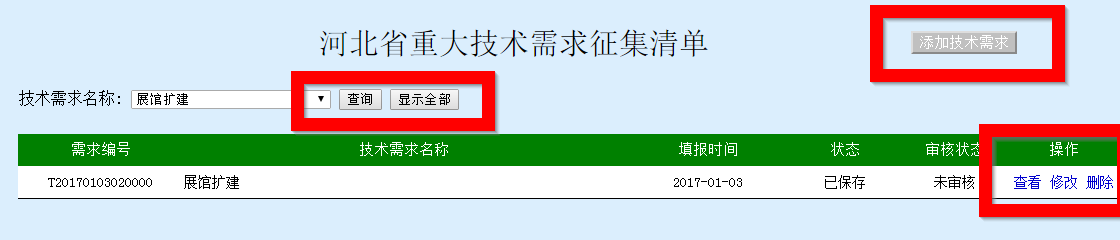 河北省重大技术需求征集清单
添加技术需求
技术需求名称: 展馆扩建 查询 显示全部
需求编号 技术需求名称 填报时间 状态 审核状态 操作
T20170103020000 展馆扩建 2017-01-03 已保存 未审核 查看 修改 删除